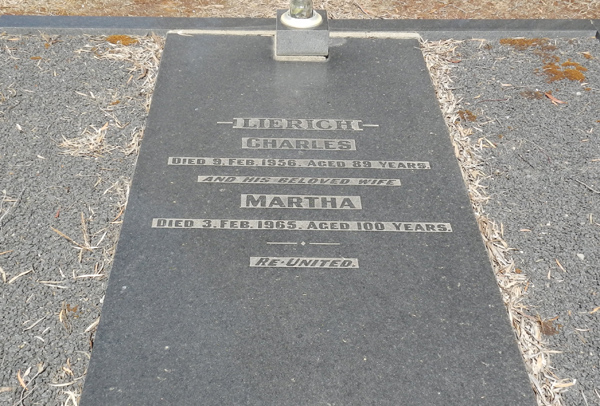 LIERICH
CHARLES
DIED 9, FEB. 1956. AGED 89 YEARS.
AND HIS BELOVED WIFE
MARTHA
DIED 3, FEB. 1965. AGED 100 YEARS.
RE-UNITED.